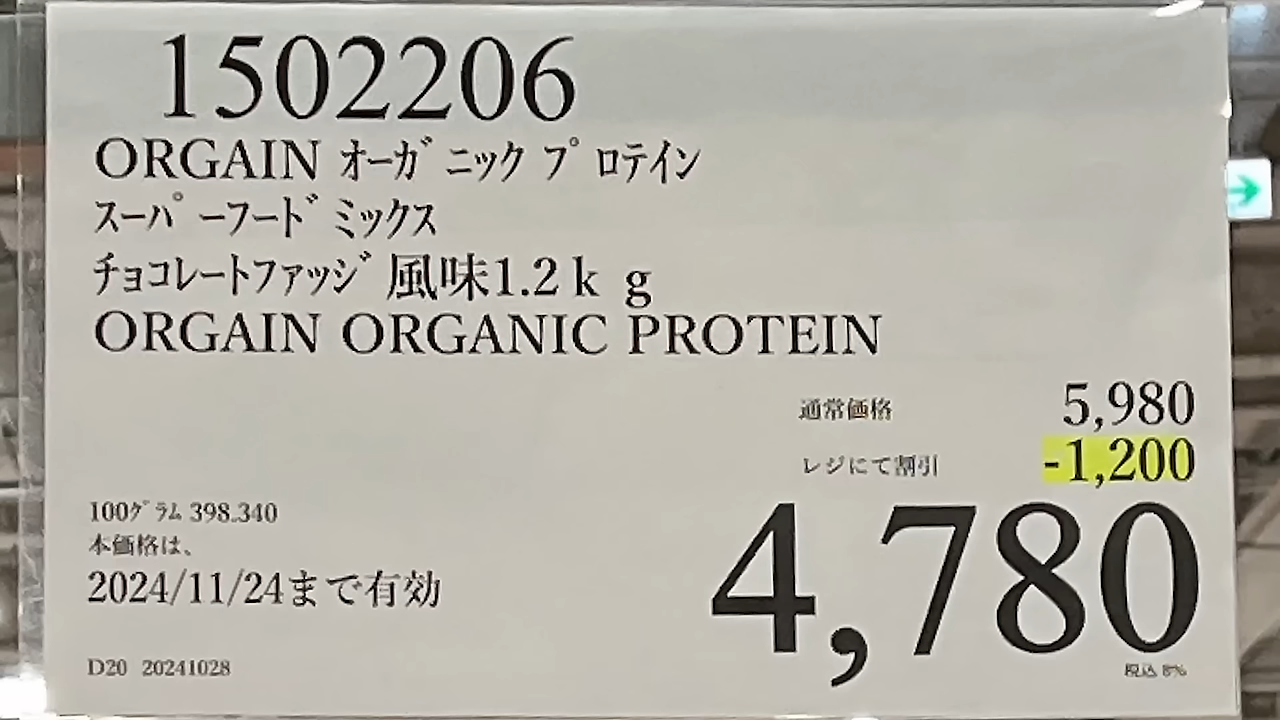 1502206
ORGAIN オーガニック プロテイン
スーパーフードミックス
チョコレートファッジ風味1.2ｋｇ
ORGAIN ORGANIC PROTEIN
通常価格 5,980
レジにて割引 -1,200
4,780
税込 8%
100グラム 398.340
本価格は、
2024/11/24まで有効
D20 20241028